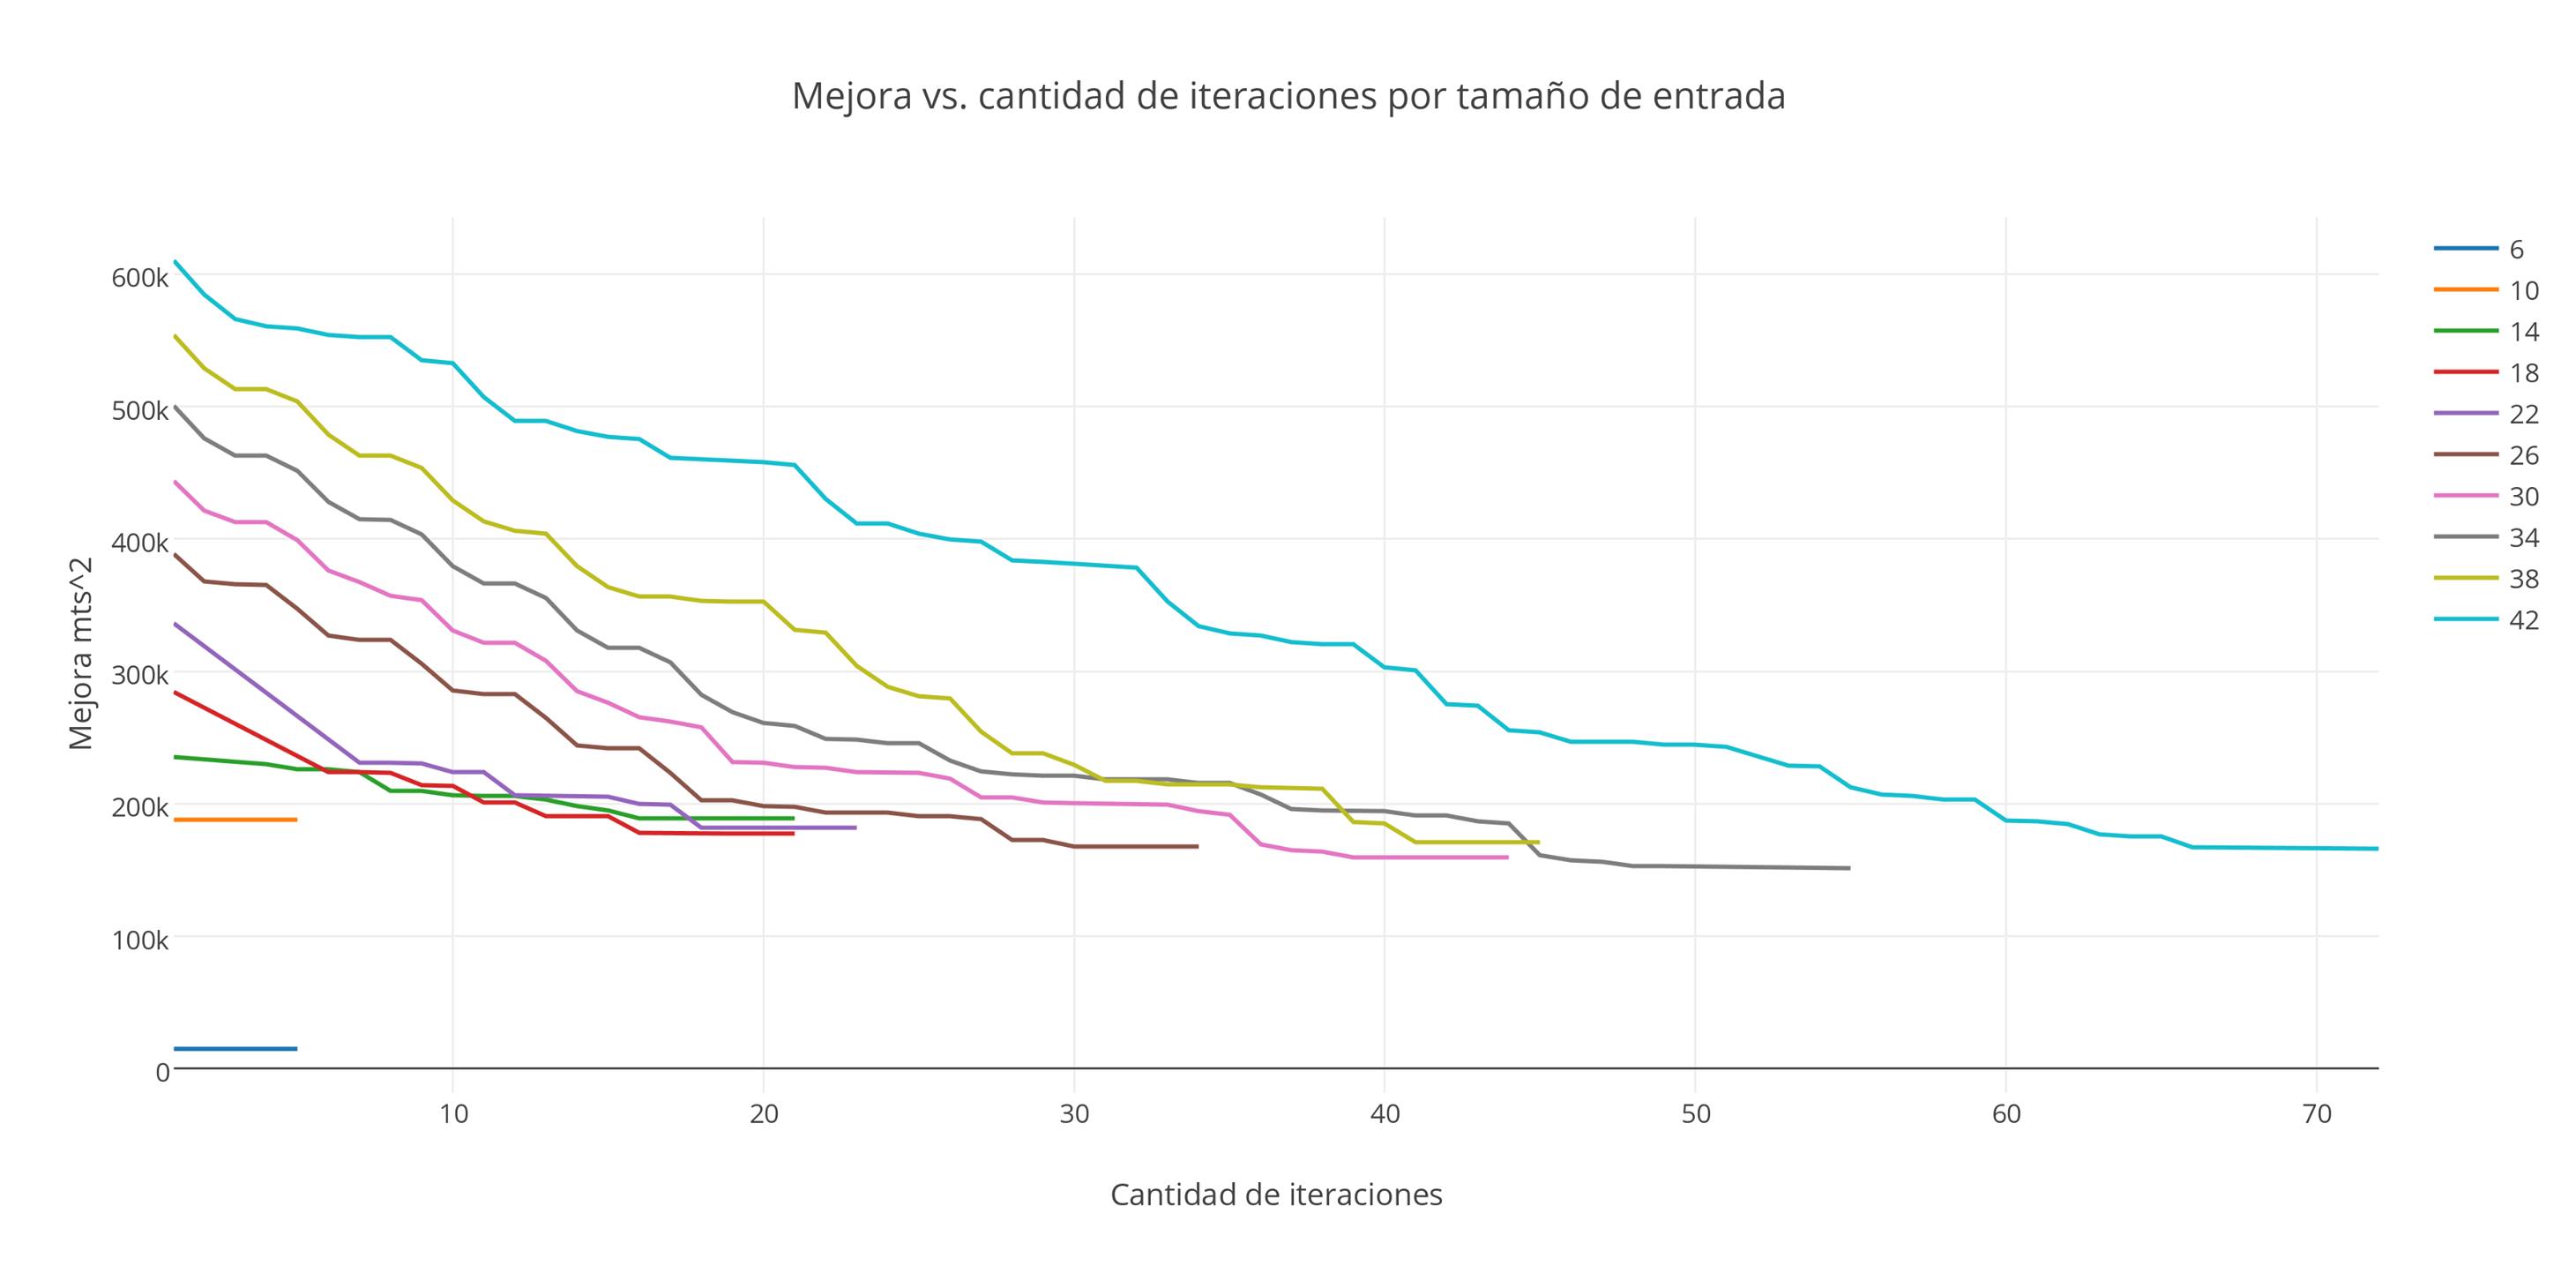 Mejora vs. cantidad de iteraciones por tamaño de entrada
Mejora mts^2
600k
500k
400k
300k
200k
100k
0
10
20
30
40
50
60
70
Cantidad de iteraciones
6
10
14
18
22
26
30
34
38
42